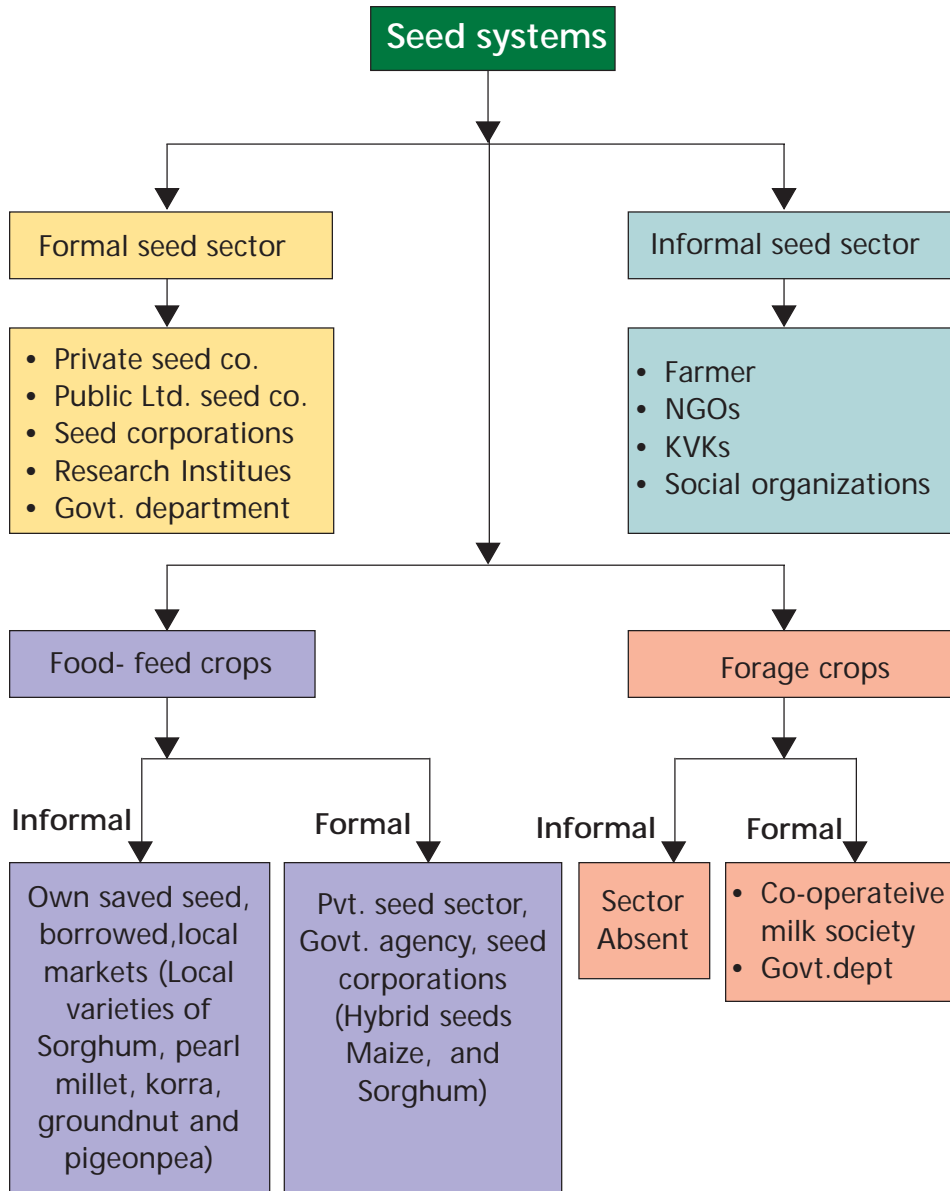 Seed systems
Formal seed sector
Informal seed sector
• Private seed co.
• Public Ltd. seed co.
• Seed corporations
• Research Institues
• Govt. department
• Farmer
• NGOs
• KVKs
• Social organizations
Food- feed crops
Forage crops
Informal
Formal
Informal
Formal
Own saved seed,
borrowed,local
markets (Local
varieties of
Sorghum, pearl
millet, korra,
groundnut and
pigeonpea)
Pvt. seed sector,
Govt. agency, seed
corporations
(Hybrid seeds
Maize, and
Sorghum)
Sector
Absent
• Co-operateive
milk society
• Govt.dept